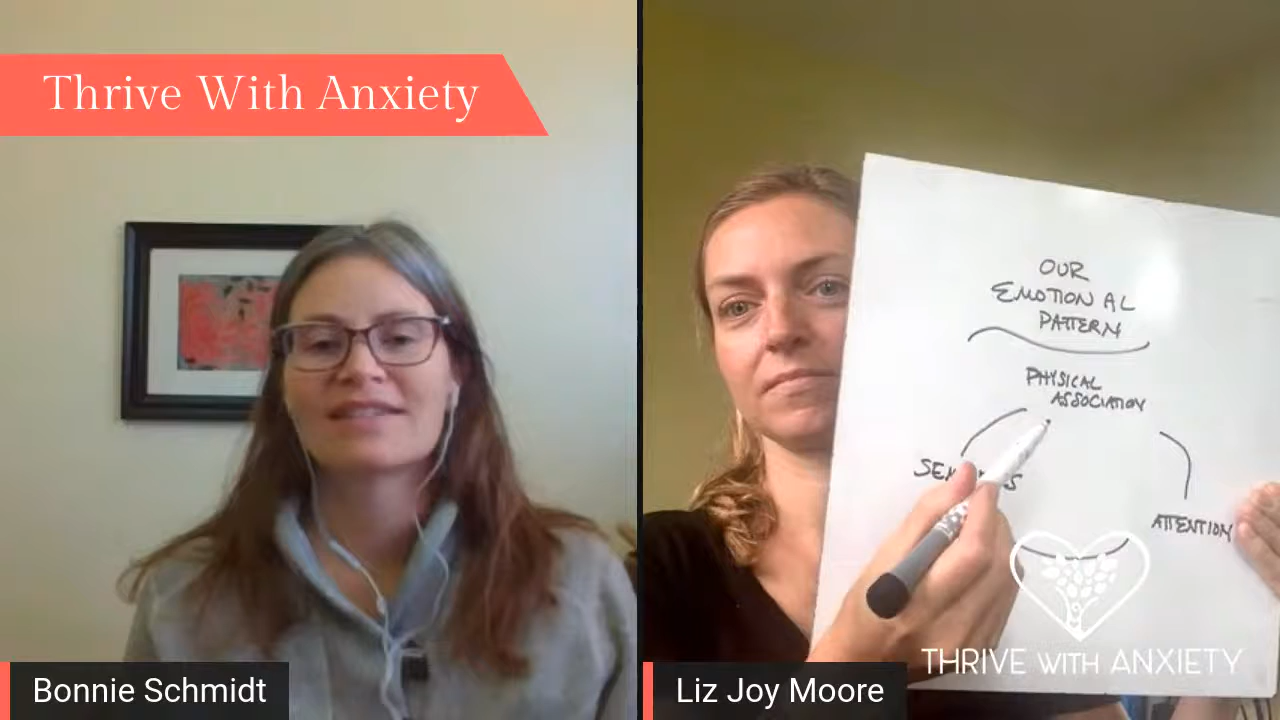 Thrive With Anxiety
OUR
EMOTIONAL
PATTERN
PHYSICAL
ASSOCIATION
ATTENTION
THRIVE WITH ANXIETY
Bonnie Schmidt
Liz Joy Moore